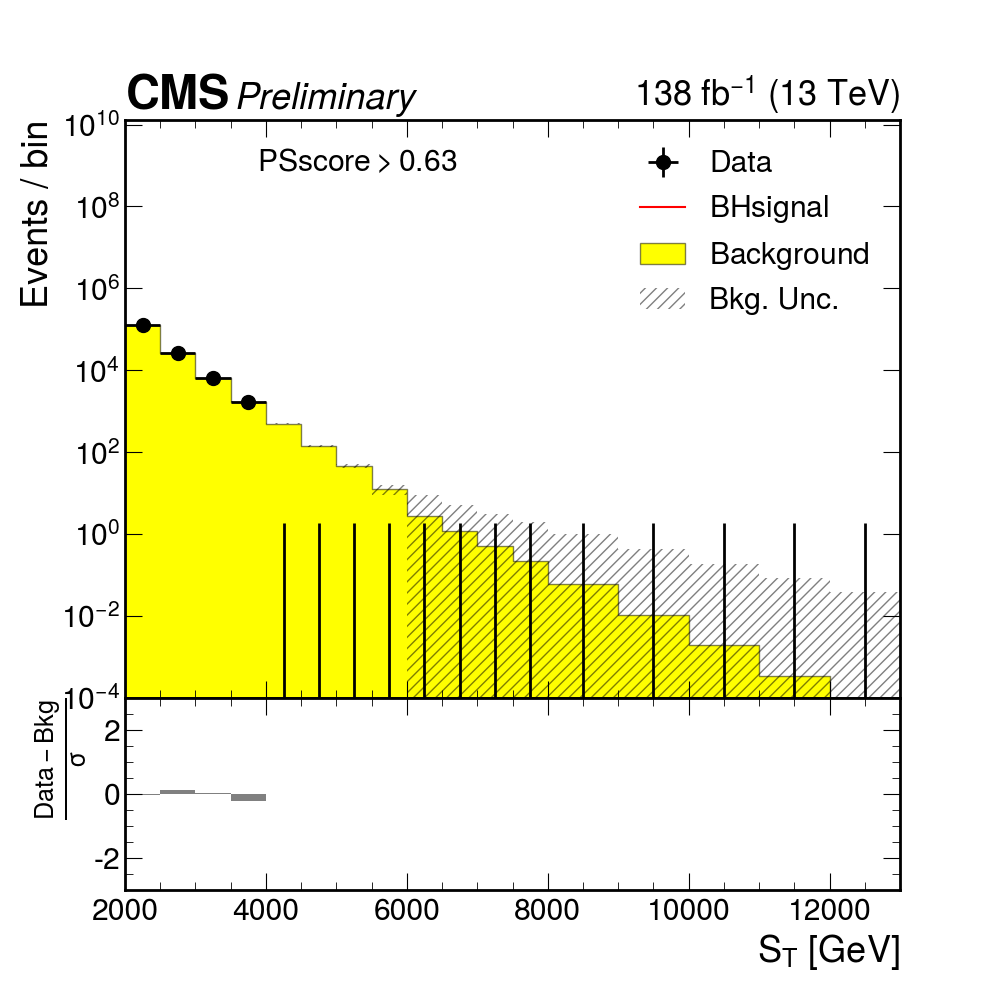 CMS Preliminary 138 fb⁻¹ (13 TeV)
Events / bin
10¹⁰
10⁸
10⁶
10⁴
10²
10⁰
10⁻²
10⁻⁴
PSscore > 0.63
Data
BHsignal
Background
Bkg. Unc.
Data – Bkg
σ
2
0
-2
2000 4000 6000 8000 10000 12000
S_T [GeV]